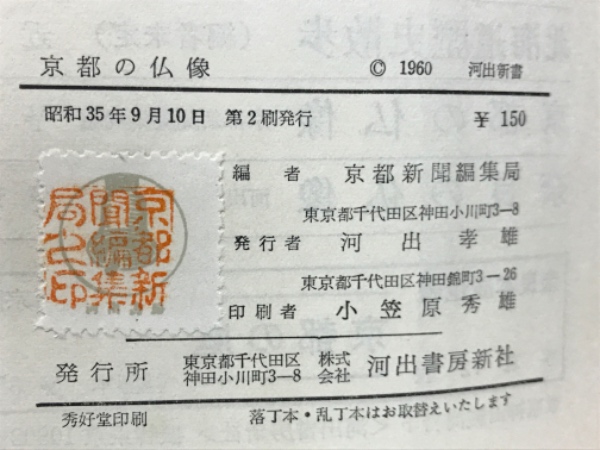 京都の仏像 © 1960 河出新書
昭和35年9月10日 第2刷発行 ¥150
編者 京都新聞編集局
東京都千代田区神田小川町3−8
発行者 河出孝雄
東京都千代田区神田錦町3−26
印刷者 小笠原秀雄
京都新
聞編集
局之印
発行所 東京都千代田区 株式 河出書房新社
神田小川町3−8 会社
秀好堂印刷 落丁本・乱丁本はお取替えいたします